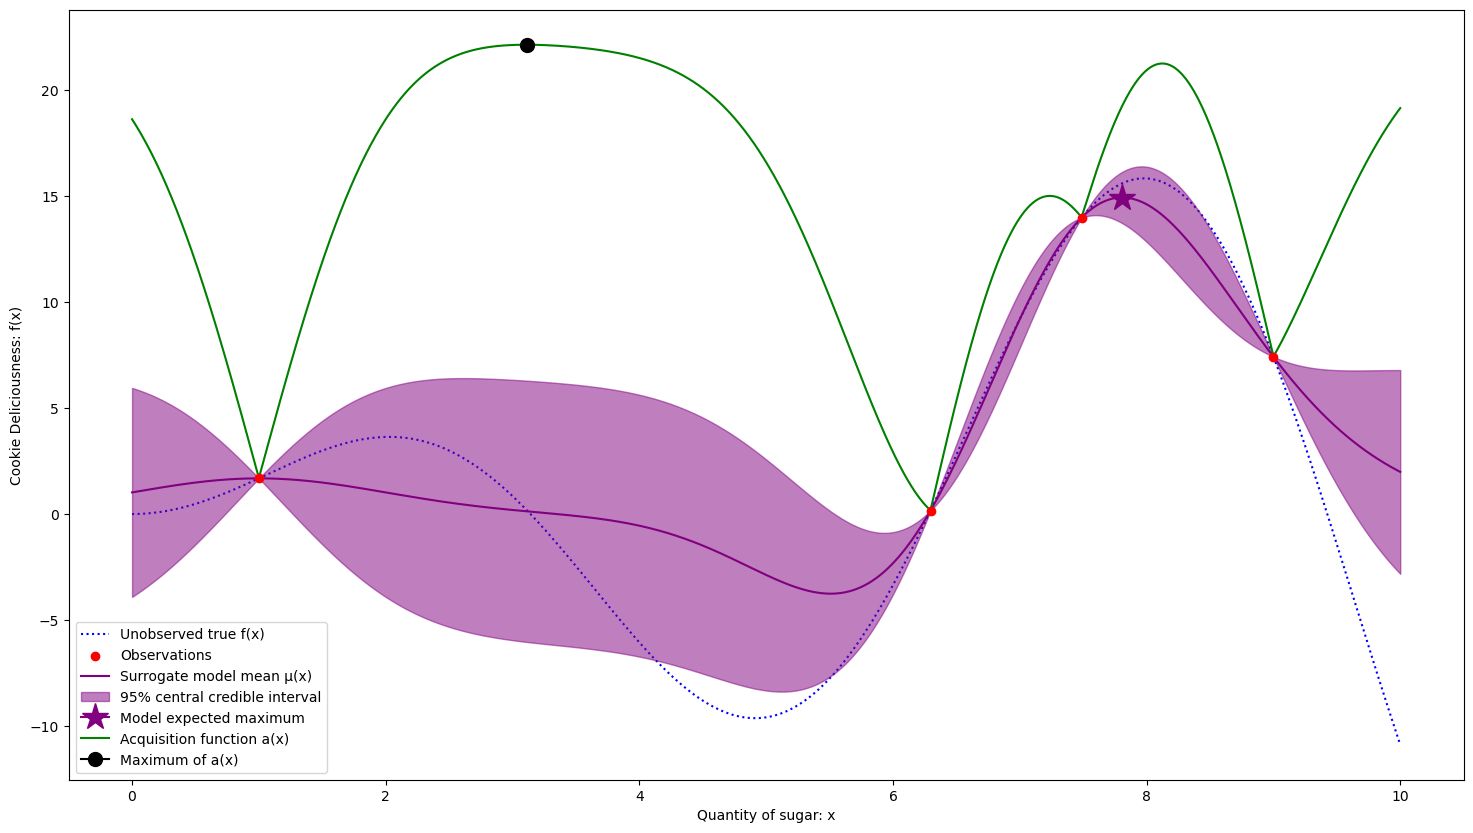 20
15
10
5
0
−5
−10
Cookie Deliciousness: f(x)
Unobserved true f(x)
Observations
Surrogate model mean μ(x)
95% central credible interval
Model expected maximum
Acquisition function a(x)
Maximum of a(x)
0 2 4 6 8 10
Quantity of sugar: x